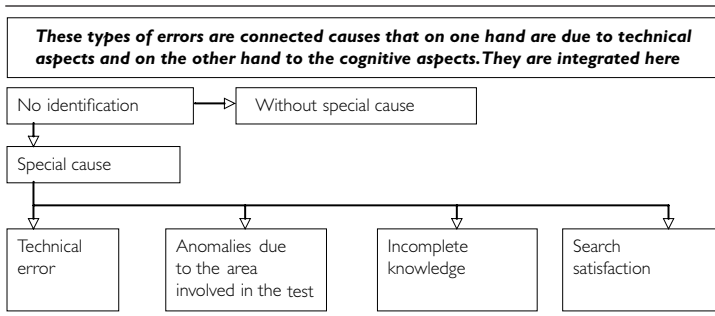 These types of errors are connected causes that on one hand are due to technical
aspects and on the other hand to the cognitive aspects. They are integrated here
No identification
Without special cause
Special cause
Technical
error
Anomalies due
to the area
involved in the test
Incomplete
knowledge
Search
satisfaction